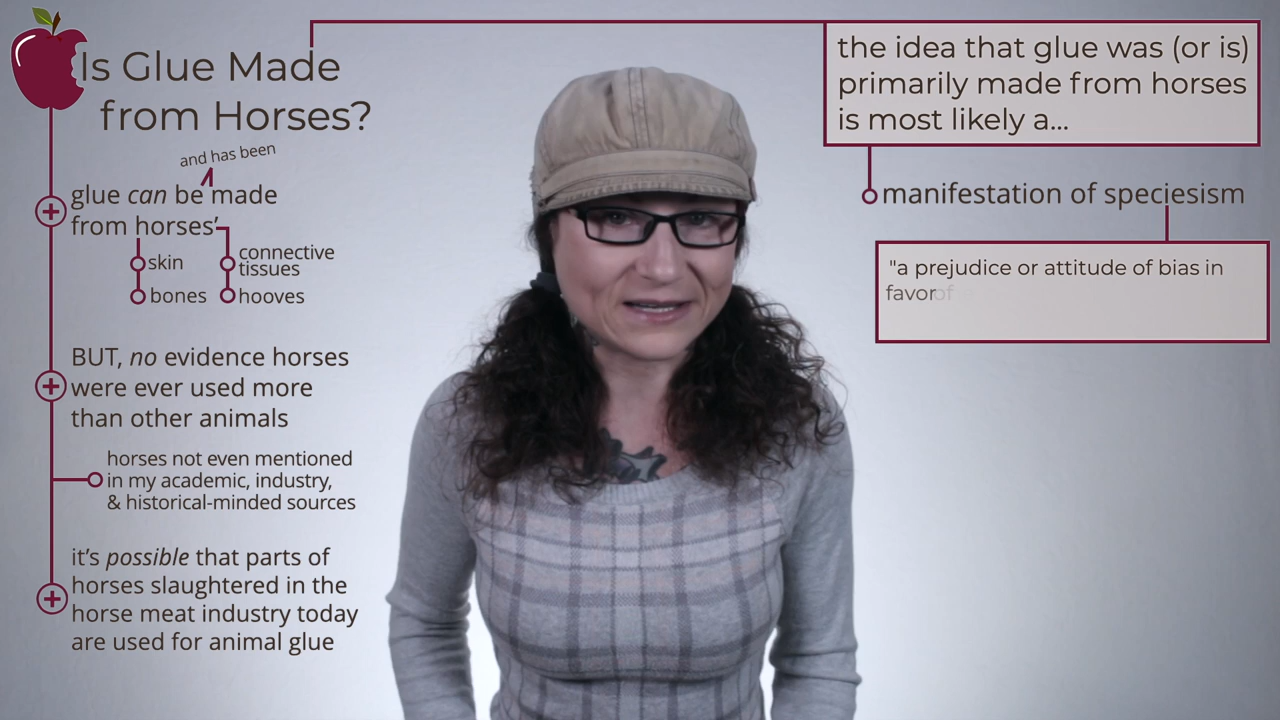 Is Glue Made
from Horses?
and has been
glue can be made
from horses'
skin
bones
connective
tissues
hooves
BUT, no evidence horses
were ever used more
than other animals
horses not even mentioned
in my academic, industry,
& historical-minded sources
it's possible that parts of
horses slaughtered in the
horse meat industry today
are used for animal glue
the idea that glue was (or is)
primarily made from horses
is most likely a...
manifestation of speciesism
"a prejudice or attitude of bias in
favor of